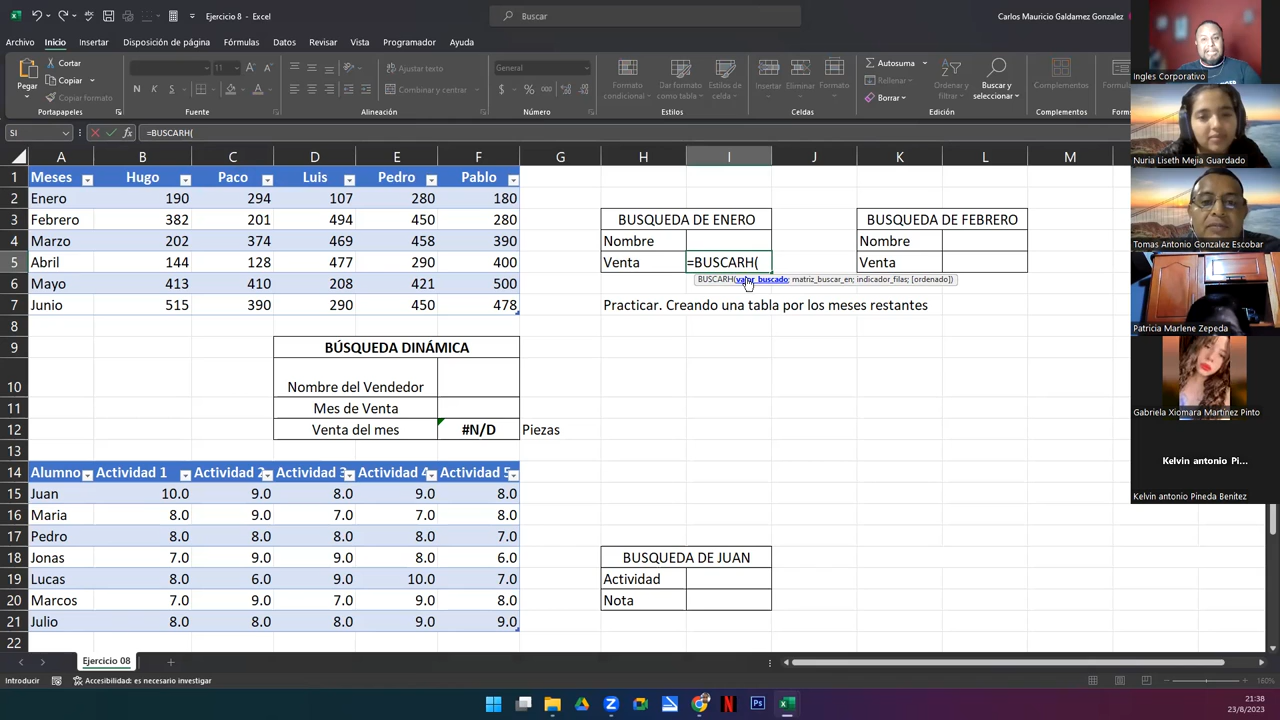 Ejercicio 8 - Excel
Buscar
Carlos Mauricio Galdamez Gonzalez
Archivo Inicio Insertar Disposición de página Fórmulas Datos Revisar Vista Programador Ayuda
Pegar
Cortar
Copiar
Copiar formato
Portapapeles
11
Fuente
Ajustar texto
Combinar y centrar
Alineación
General
Número
Formato condicional
Dar formato como tabla
Estilos de celda
Estilos
Insertar
Eliminar
Formato
Celdas
Autosuma
Rellenar
Borrar
Ordenar y filtrar
Buscar y seleccionar
Edición
Complementos
Complementos
SI
=BUSCARH(
A B C D E F G H I J K L M
1 Meses Hugo Paco Luis Pedro Pablo
2 Enero 190 294 107 280 180
3 Febrero 382 201 494 450 280 BUSQUEDA DE ENERO BUSQUEDA DE FEBRERO
4 Marzo 202 374 469 458 390 Nombre Nombre
5 Abril 144 128 477 290 400 Venta =BUSCARH( Venta
BUSCARH(valor_buscado; matriz_buscar_en; indicador_filas; [ordenado])
6 Mayo 413 410 208 421 500
7 Junio 515 390 290 450 478 Practicar. Creando una tabla por los meses restantes
8
9 BÚSQUEDA DINÁMICA
10 Nombre del Vendedor
11 Mes de Venta
12 Venta del mes #N/D Piezas
13
14 Alumno Actividad 1 Actividad 2 Actividad 3 Actividad 4 Actividad 5
15 Juan 10.0 9.0 8.0 9.0 8.0
16 Maria 8.0 9.0 7.0 7.0 8.0
17 Pedro 8.0 8.0 8.0 8.0 7.0
18 Jonas 7.0 9.0 9.0 8.0 6.0 BUSQUEDA DE JUAN
19 Lucas 8.0 6.0 9.0 10.0 7.0 Actividad
20 Marcos 7.0 9.0 8.0 9.0 9.0 Nota
21 Julio 8.0 8.0 8.0 9.0 9.0
22
Ejercicio 08
Introducir
Accesibilidad: es necesario investigar
160%
21:38
23/8/2023
Ingles Corporativo
Nuria Liseth Mejia Guardado
Tomas Antonio Gonzalez Escobar
Patricia Marlene Zepeda
Gabriela Xiomara Martínez Pinto
Kelvin antonio Pi...
Kelvin antonio Pineda Benitez